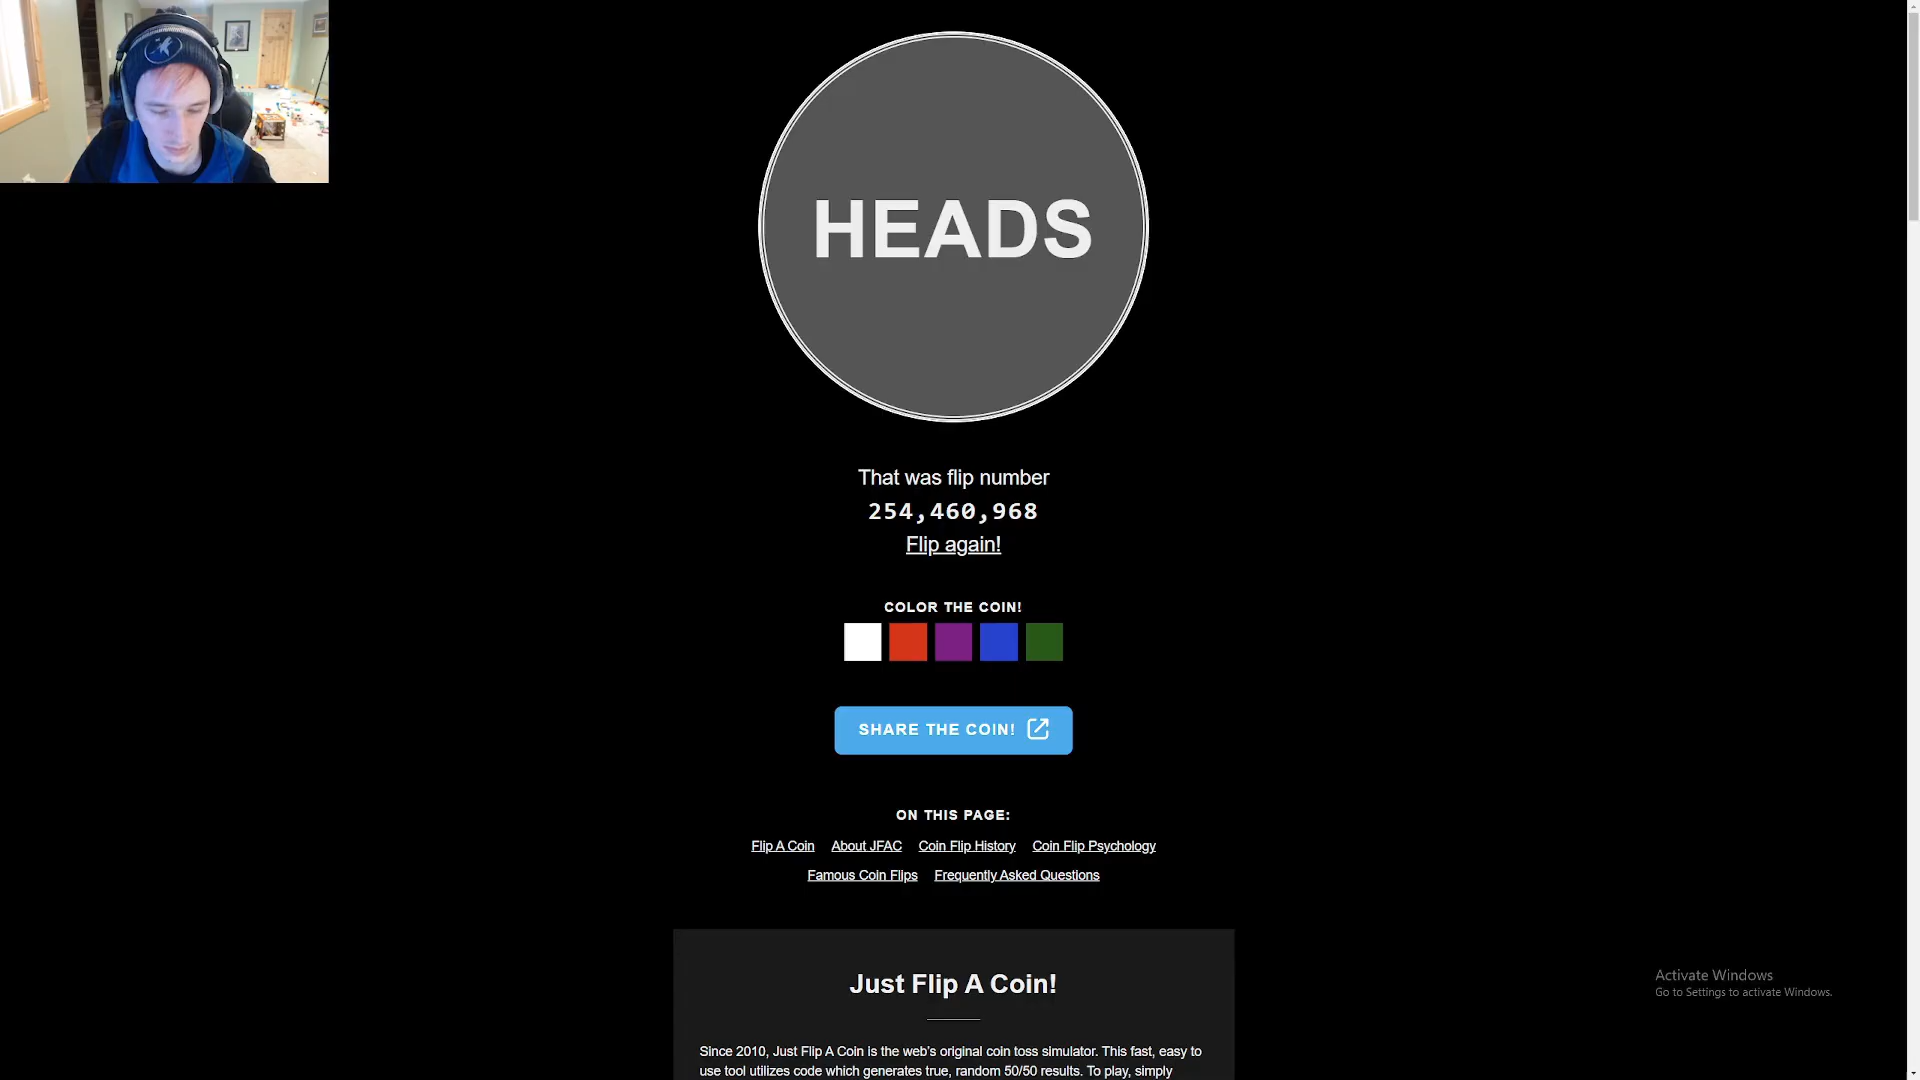 HEADS
That was flip number
254,460,968
Flip again!
COLOR THE COIN!
SHARE THE COIN!
ON THIS PAGE:
Flip A Coin About JFAC Coin Flip History Coin Flip Psychology
Famous Coin Flips Frequently Asked Questions
Just Flip A Coin!
Since 2010, Just Flip A Coin is the web's original coin toss simulator. This fast, easy to
use tool utilizes code which generates true, random 50/50 results. To play, simply
Activate Windows
Go to Settings to activate Windows.